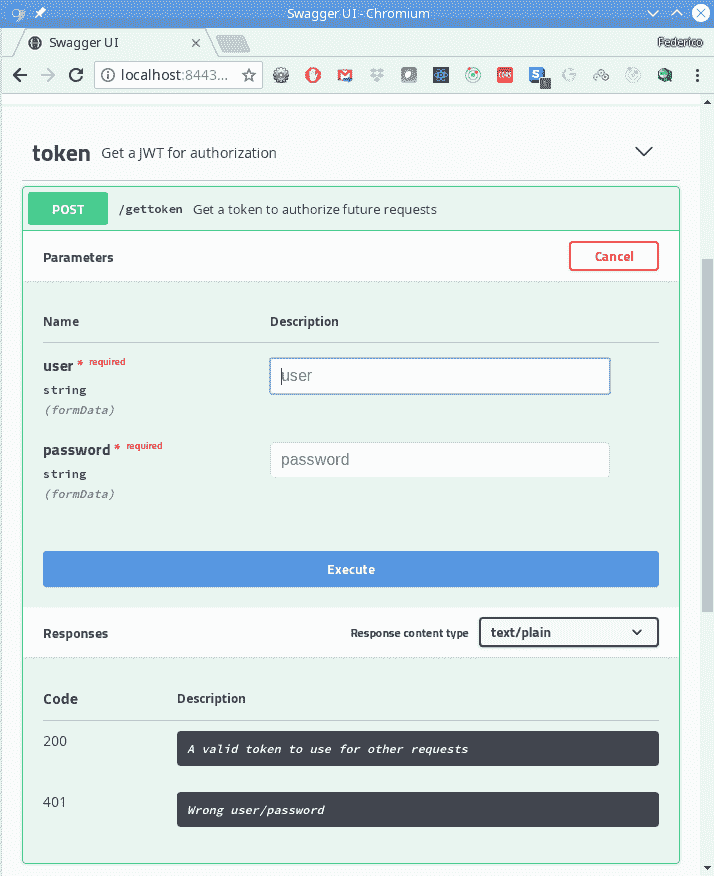 Swagger UI - Chromium
Swagger UI
Federico
localhost:8443...
token Get a JWT for authorization
POST /gettoken Get a token to authorize future requests
Parameters Cancel
Name Description
user * required
user
string
(formData)
password * required
password
string
(formData)
Execute
Responses Response content type text/plain
Code Description
200 A valid token to use for other requests
401 Wrong user/password